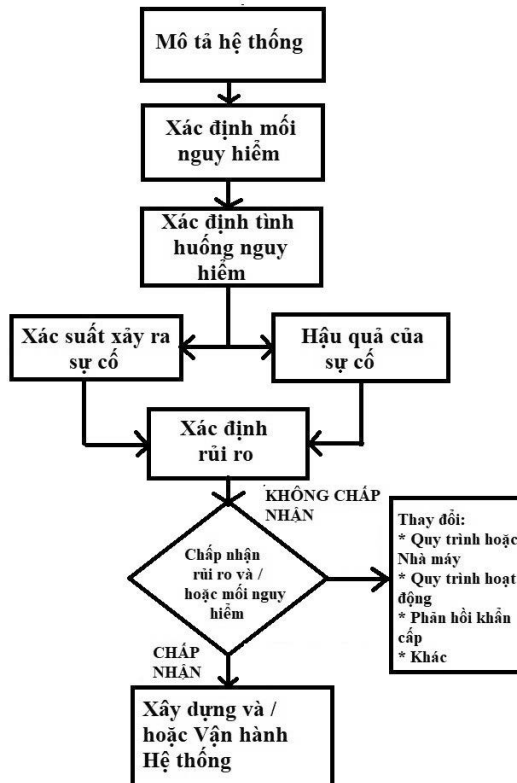 Mô tả hệ thống
Xác định mối
nguy hiểm
Xác định tình
huống nguy
hiểm
Xác suất xảy ra
sự cố
Hậu quả của
sự cố
Xác định
rủi ro
KHÔNG CHẤP
NHẬN
Chấp nhận
rủi ro và /
hoặc mối nguy
hiểm
Thay đổi:
* Quy trình hoặc
Nhà máy
* Quy trình hoạt
động
* Phản hồi khẩn
cấp
* Khác
CHẤP
NHẬN
Xây dựng và /
hoặc Vận hành
Hệ thống